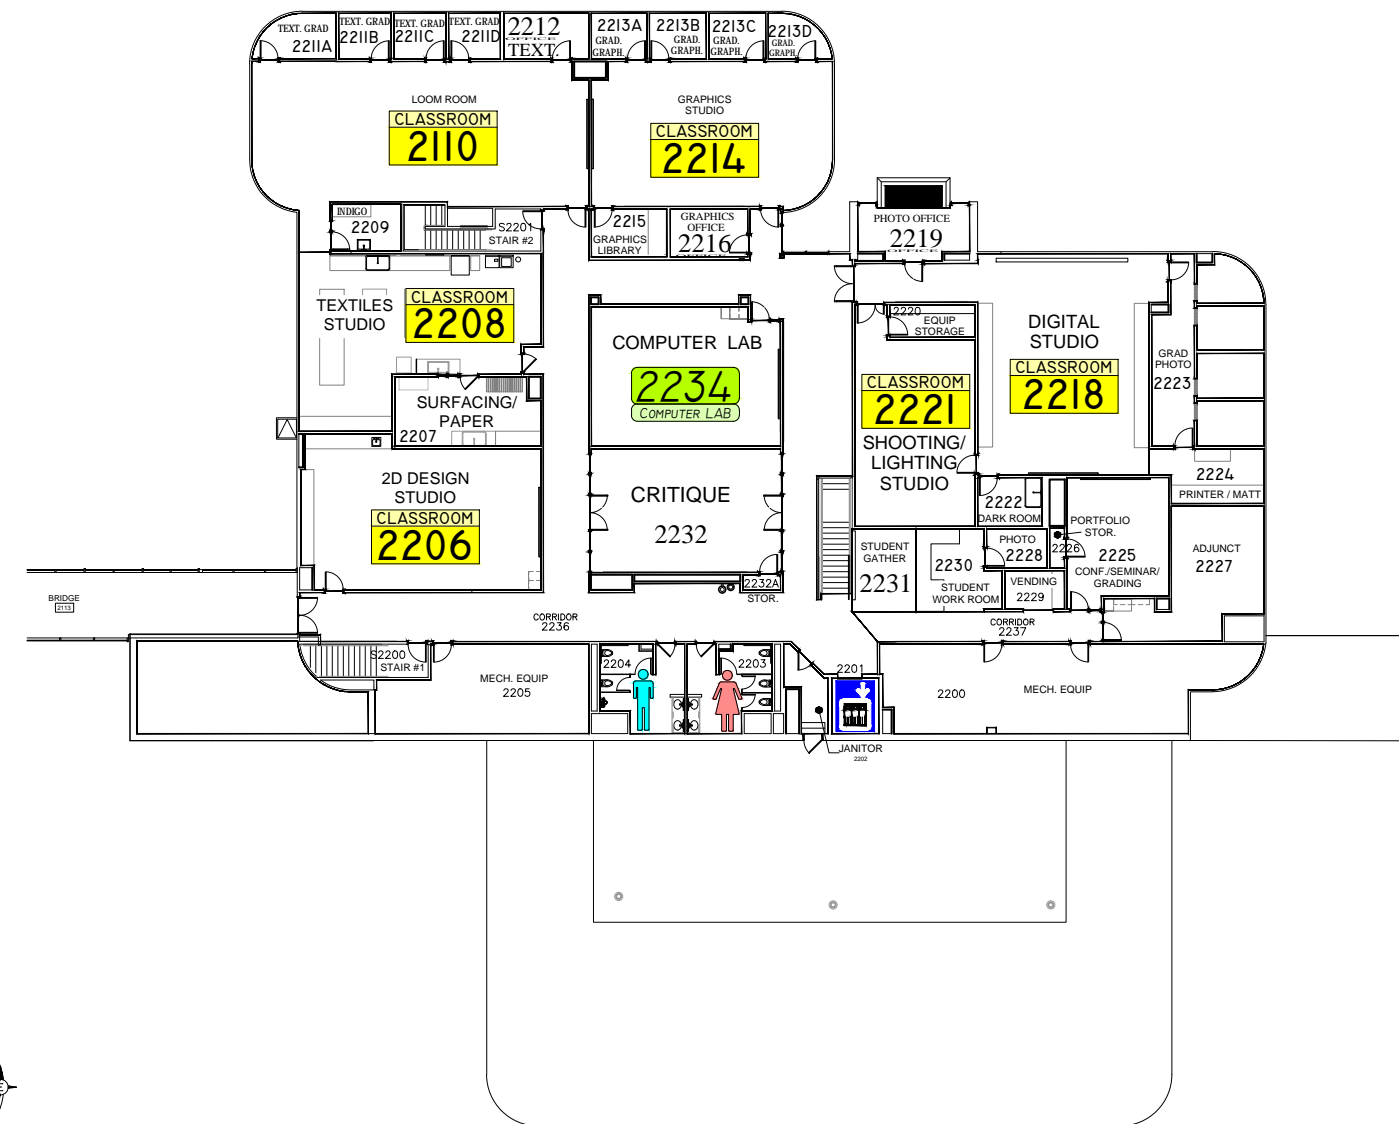 TEXT. GRAD
2211A
TEXT. GRAD
2211B
TEXT. GRAD
2211C
TEXT. GRAD
2211D
2212
OFFICE
TEXT.
2213A
GRAD.
GRAPH.
2213B
GRAD.
GRAPH.
2213C
GRAD.
GRAPH.
2213D
GRAD.
GRAPH.
LOOM ROOM
CLASSROOM
2110
GRAPHICS
STUDIO
CLASSROOM
2214
INDIGO
2209
S2201
STAIR #2
2215
GRAPHICS
LIBRARY
GRAPHICS
OFFICE
2216
OFFICE
PHOTO OFFICE
2219
OFFICE
TEXTILES
STUDIO
CLASSROOM
2208
COMPUTER LAB
2234
COMPUTER LAB
2220
EQUIP
STORAGE
DIGITAL
STUDIO
CLASSROOM
2218
GRAD
PHOTO
2223
CLASSROOM
2221
SHOOTING/
LIGHTING
STUDIO
SURFACING/
PAPER
2207
2D DESIGN
STUDIO
CLASSROOM
2206
CRITIQUE
2232
2224
PRINTER / MATT
2222
DARK ROOM
PORTFOLIO
STOR.
2226
2225
CONF./SEMINAR/
GRADING
ADJUNCT
2227
STUDENT
GATHER
2231
2230
STUDENT
WORK ROOM
PHOTO
2228
VENDING
2229
2232A
STOR.
BRIDGE
2113
CORRIDOR
2236
CORRIDOR
2237
S2200
STAIR #1
MECH. EQUIP
2205
2204
2203
2201
2200
MECH. EQUIP
JANITOR
2202